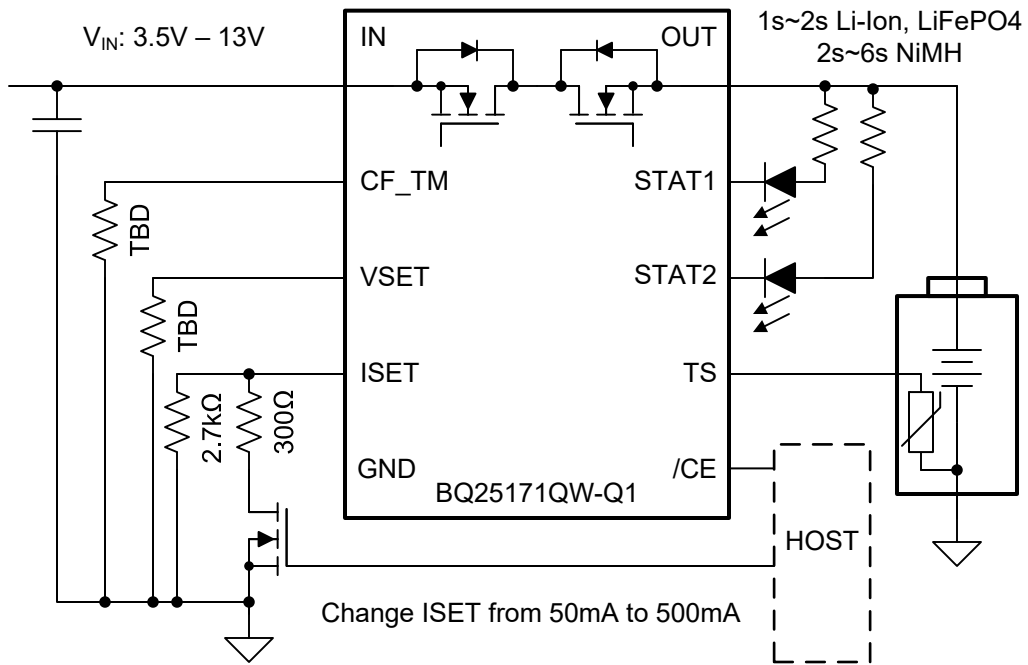 V_IN: 3.5V – 13V
IN
OUT
1s~2s Li-Ion, LiFePO4
2s~6s NiMH
CF_TM
STAT1
TBD
VSET
STAT2
TBD
ISET
TS
2.7kΩ
300Ω
GND
/CE
BQ25171QW-Q1
HOST
Change ISET from 50mA to 500mA